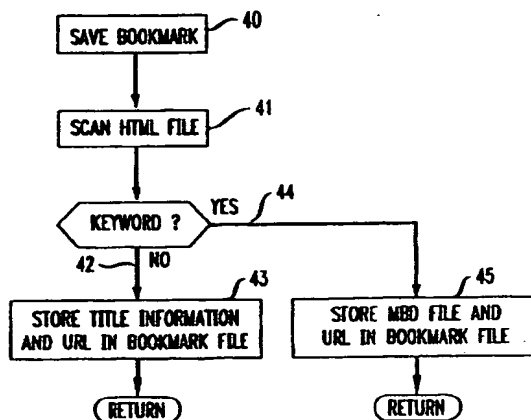 SAVE BOOKMARK
40
SCAN HTML FILE
41
KEYWORD ?
YES
44
42
NO
43
STORE TITLE INFORMATION
AND URL IN BOOKMARK FILE
45
STORE MBD FILE AND
URL IN BOOKMARK FILE
RETURN
RETURN